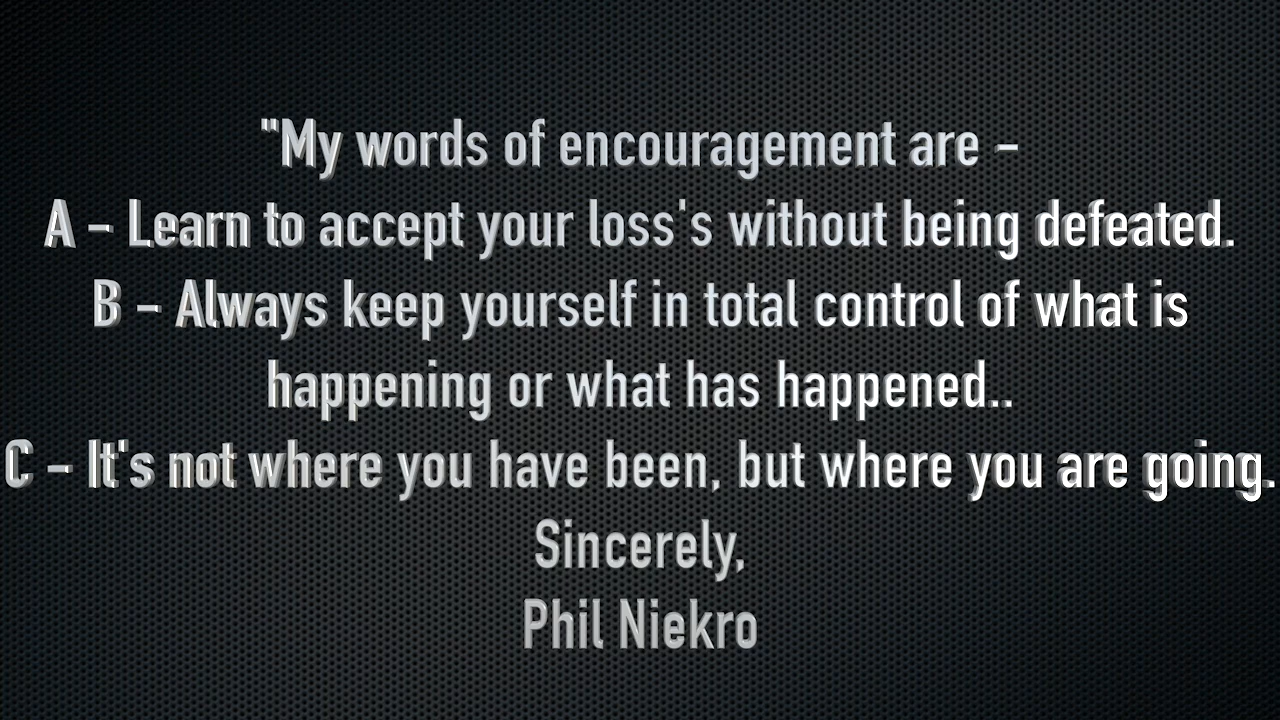 "My words of encouragement are –
A – Learn to accept your loss's without being defeated.
B – Always keep yourself in total control of what is
happening or what has happened..
C – It's not where you have been, but where you are going.
Sincerely,
Phil Niekro